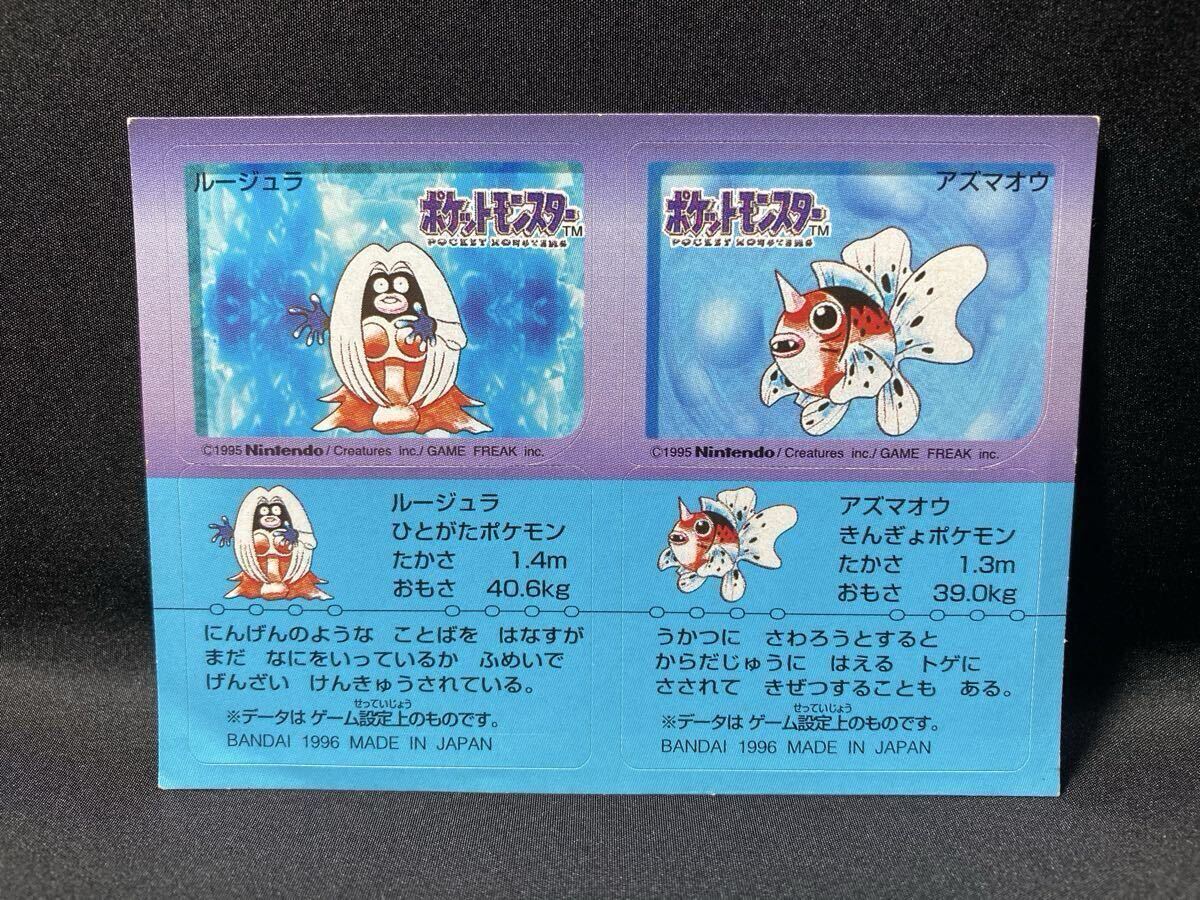 ルージュラ
ポケットモンスター™
POCKET MONSTERS
©1995 Nintendo / Creatures inc./ GAME FREAK inc.
アズマオウ
ポケットモンスター™
POCKET MONSTERS
©1995 Nintendo / Creatures inc./ GAME FREAK inc.
ルージュラ
ひとがたポケモン
たかさ 1.4m
おもさ 40.6kg
にんげんのような ことばを はなすが
まだ なにをいっているか ふめいで
げんざい けんきゅうされている。
せっていじょう
※データは ゲーム設定上のものです。
BANDAI 1996 MADE IN JAPAN
アズマオウ
きんぎょポケモン
たかさ 1.3m
おもさ 39.0kg
うかつに さわろうとすると
からだじゅうに はえる トゲに
さされて きぜつすることも ある。
せっていじょう
※データは ゲーム設定上のものです。
BANDAI 1996 MADE IN JAPAN